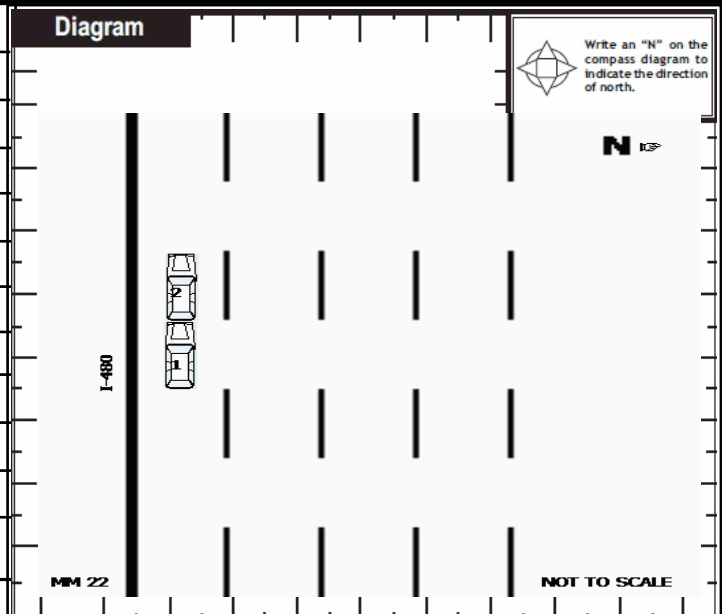 Diagram
Write an “N” on the
compass diagram to
indicate the direction
of north.
N
2
1
I-480
MM 22
NOT TO SCALE